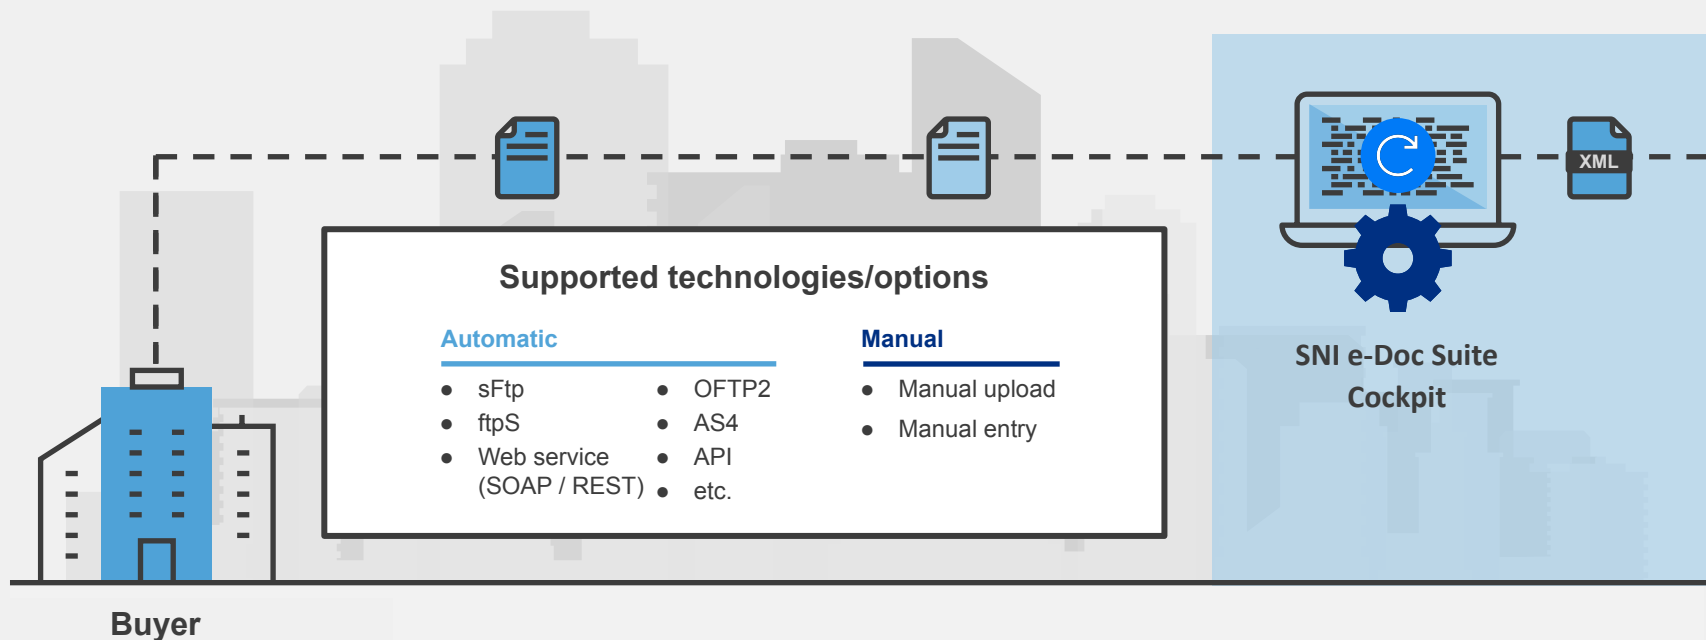 XML
Supported technologies/options
Automatic
sFtp
ftpS
Web service
(SOAP / REST)
OFTP2
AS4
API
etc.
Manual
Manual upload
Manual entry
SNI e-Doc Suite
Cockpit
Buyer